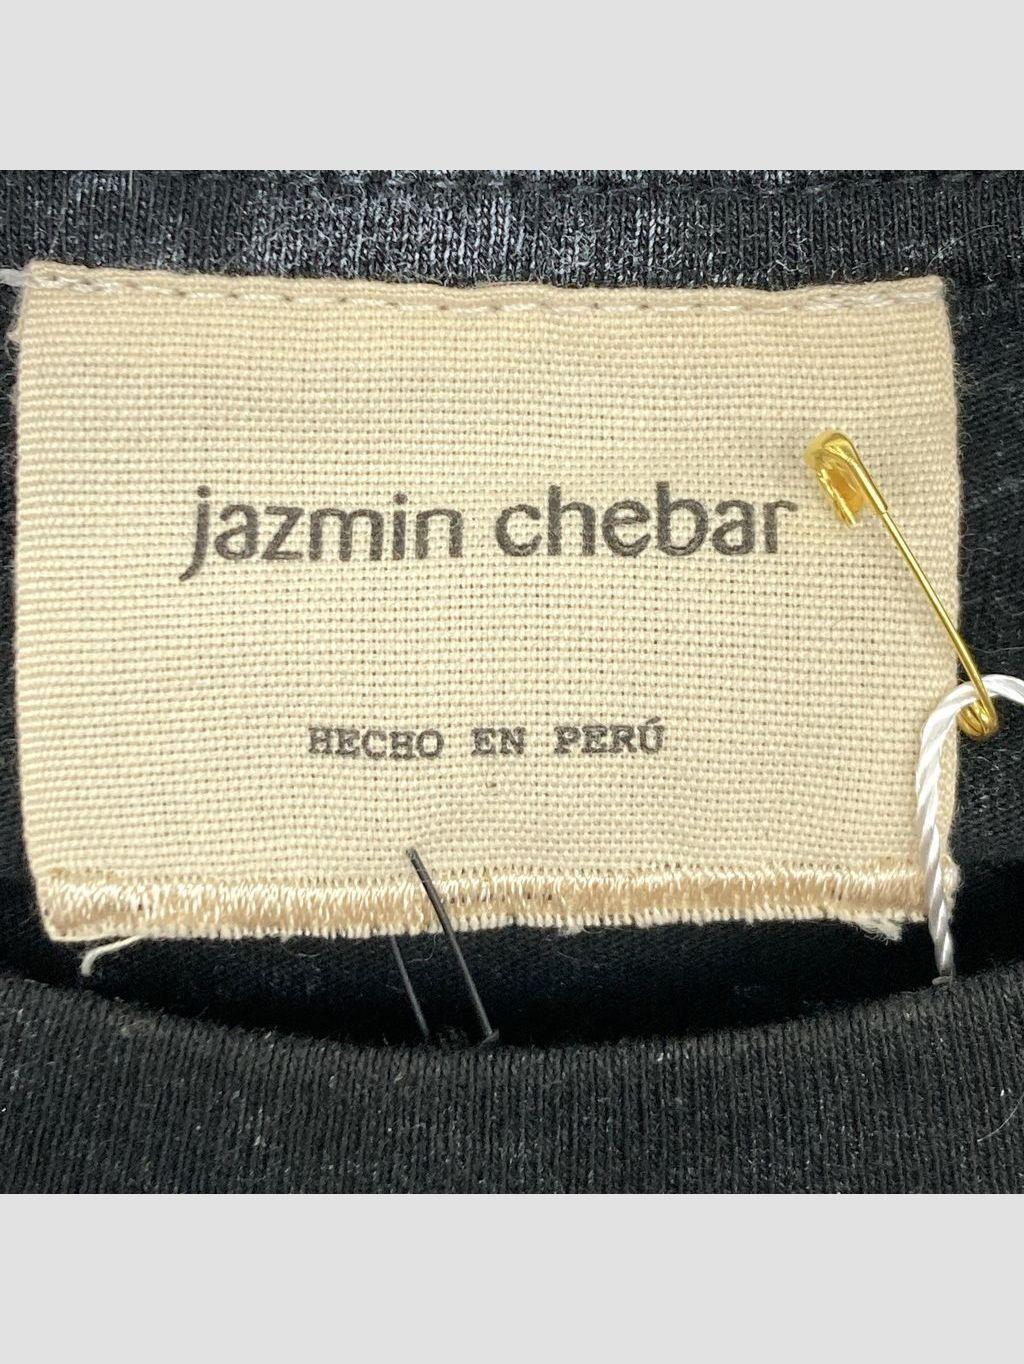 jazmin chebar
HECHO EN PERÚ